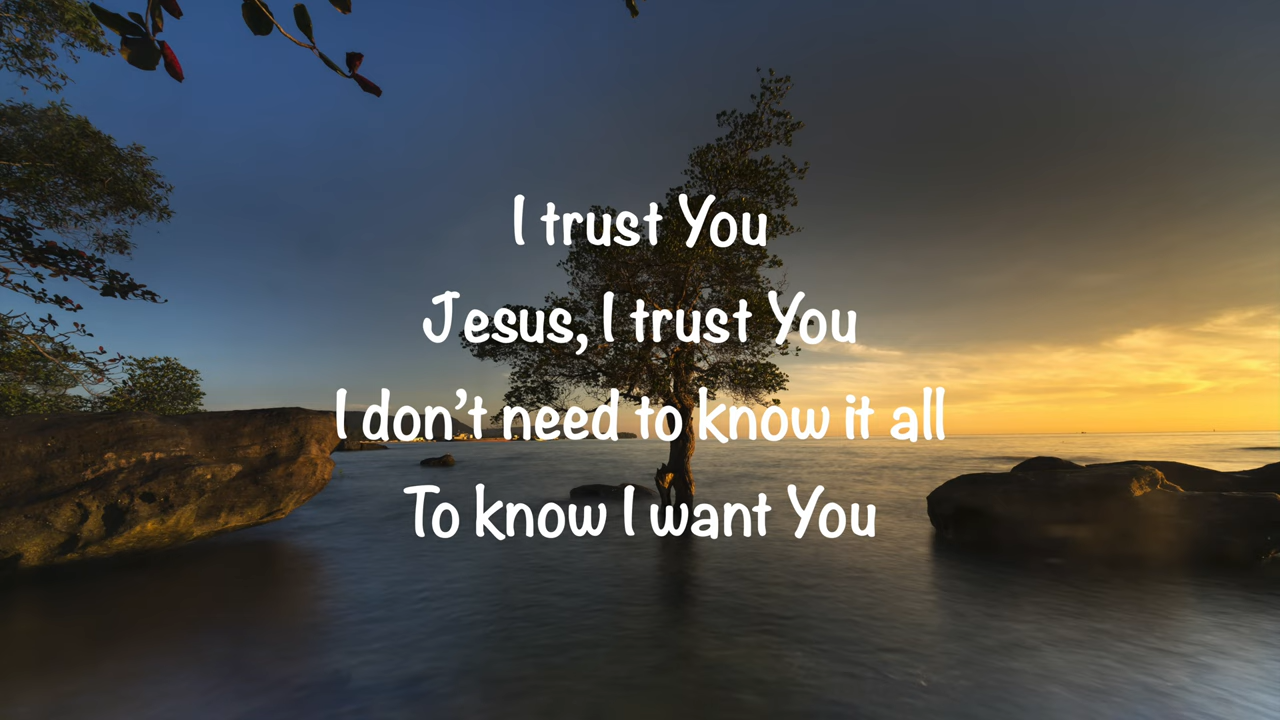 I trust You
Jesus, I trust You
I don’t need to know it all
To know I want You